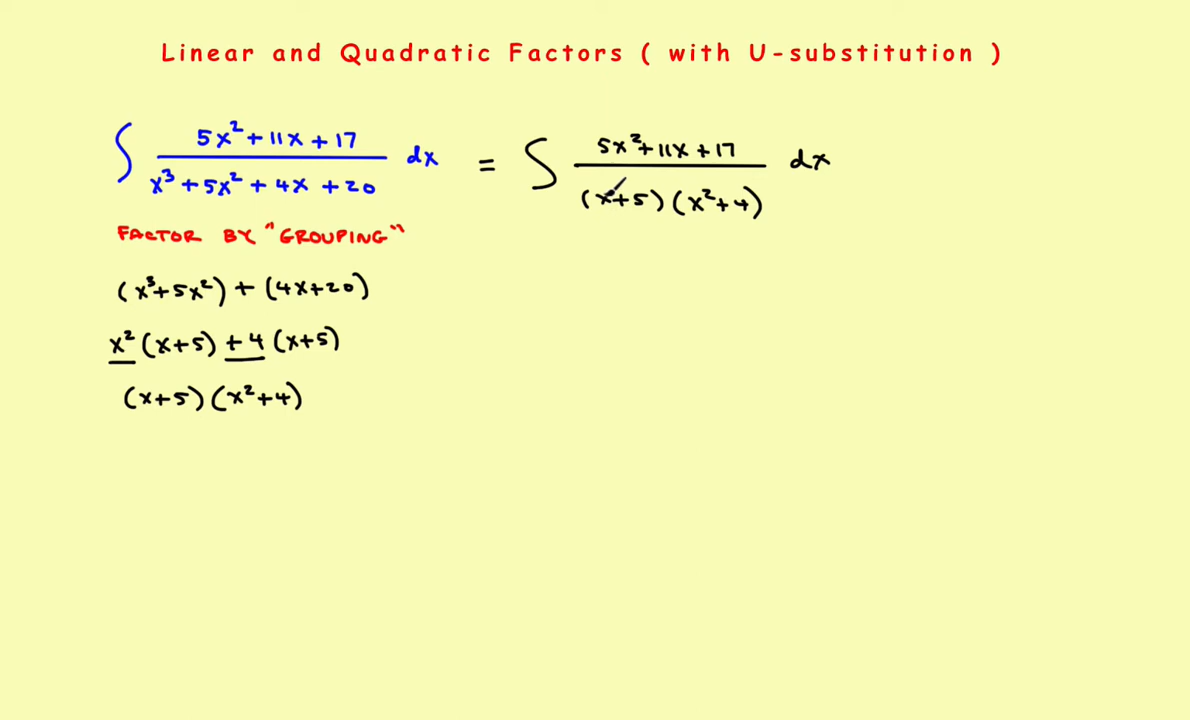 Linear and Quadratic Factors ( with U-substitution )
∫ (5x² + 11x + 17)/(x³ + 5x² + 4x + 20) dx = ∫ (5x² + 11x + 17)/((x+5)(x²+4)) dx
FACTOR BY "GROUPING"
(x³+5x²) + (4x+20)
x²(x+5) + 4(x+5)
(x+5)(x²+4)